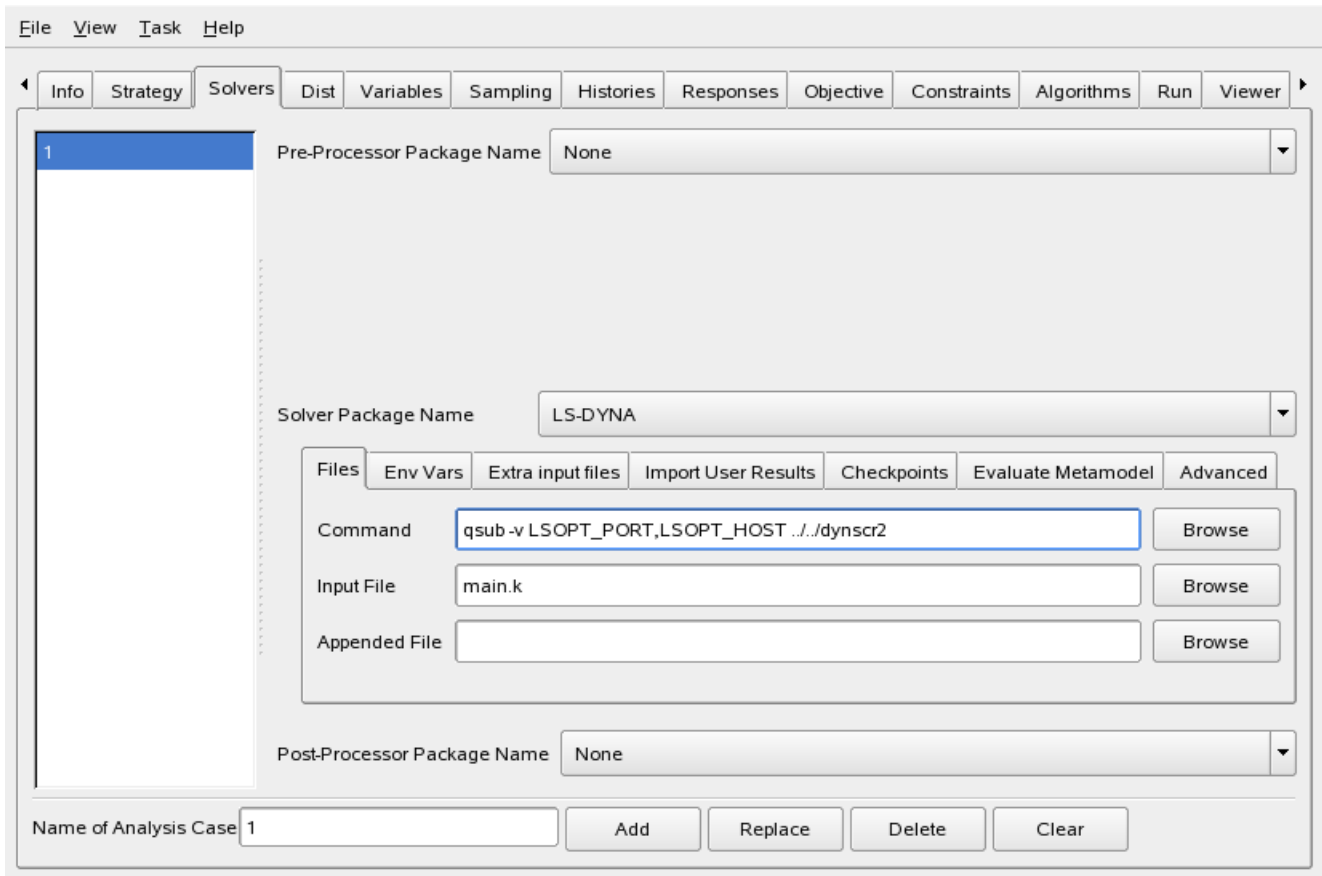 File View Task Help
Info Strategy Solvers Dist Variables Sampling Histories Responses Objective Constraints Algorithms Run Viewer
1
Pre-Processor Package Name None
Solver Package Name LS-DYNA
Files Env Vars Extra input files Import User Results Checkpoints Evaluate Metamodel Advanced
Command qsub -v LSOPT_PORT,LSOPT_HOST ../../dynscr2 Browse
Input File main.k Browse
Appended File Browse
Post-Processor Package Name None
Name of Analysis Case 1 Add Replace Delete Clear